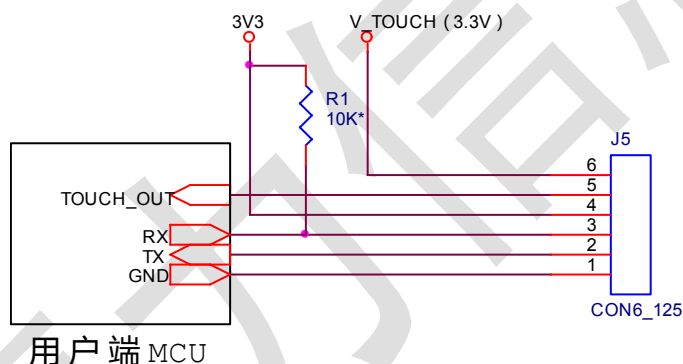 3V3
V_TOUCH (3.3V)
R1
10K*
J5
TOUCH_OUT
RX
TX
GND
6
5
4
3
2
1
CON6_125
用户端MCU